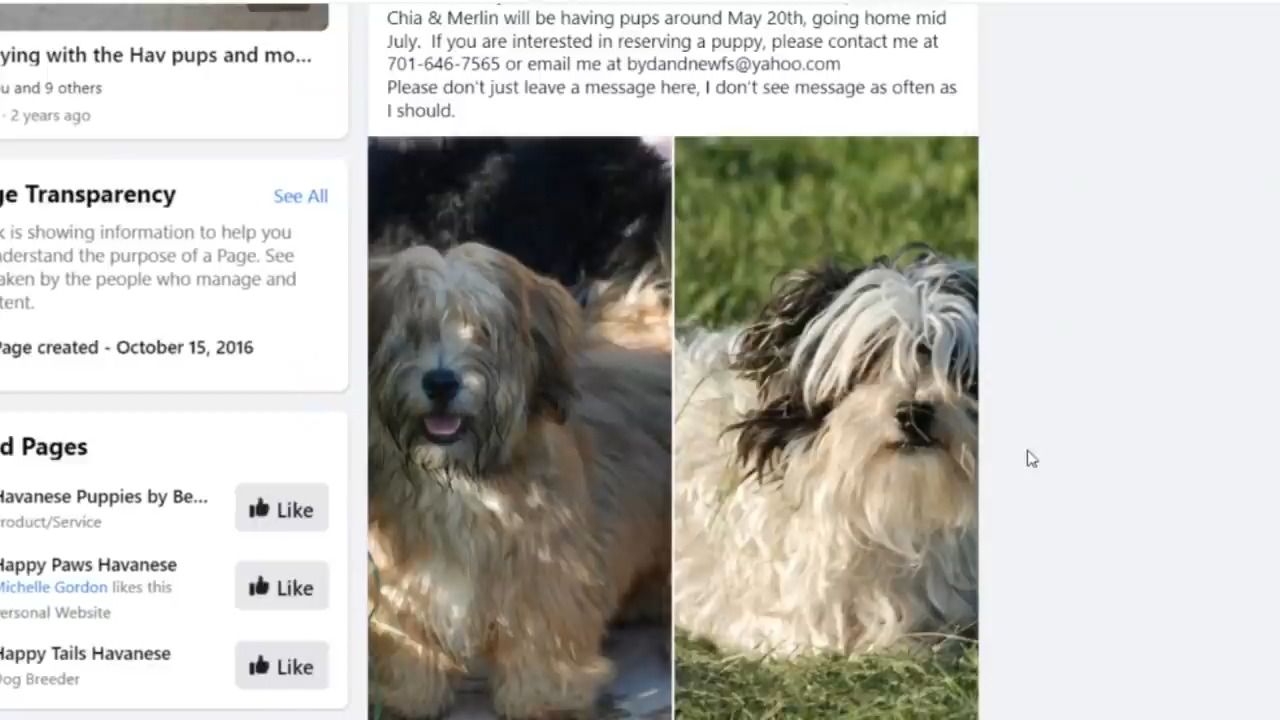 ying with the Hav pups and mo...
u and 9 others
· 2 years ago
ge Transparency See All
k is showing information to help you
nderstand the purpose of a Page. See
aken by the people who manage and
tent.
Page created - October 15, 2016
d Pages
Havanese Puppies by Be...
roduct/Service
Like
Happy Paws Havanese
Michelle Gordon likes this
ersonal Website
Like
Happy Tails Havanese
Dog Breeder
Like
Chia & Merlin will be having pups around May 20th, going home mid
July. If you are interested in reserving a puppy, please contact me at
701-646-7565 or email me at bydandnewfs@yahoo.com
Please don't just leave a message here, I don't see message as often as
I should.